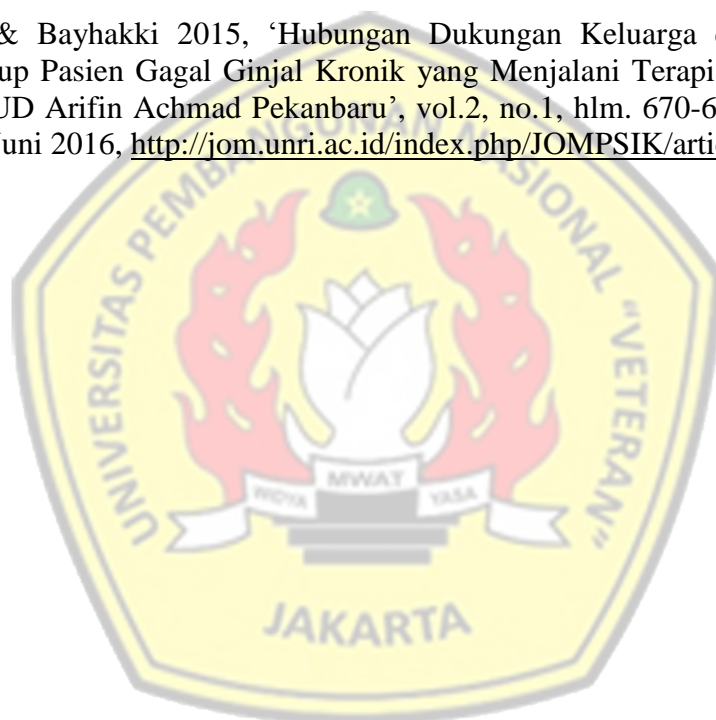 & Bayhakki 2015, ‘Hubungan Dukungan Keluarga
up Pasien Gagal Ginjal Kronik yang Menjalani Terapi
UD Arifin Achmad Pekanbaru’, vol.2, no.1, hlm. 670-6
uni 2016, http://jom.unri.ac.id/index.php/JOMPSIK/arti
UNIVERSITAS PEMBANGUNAN NASIONAL "VETERAN"
WIDYA MWAT YASA
JAKARTA